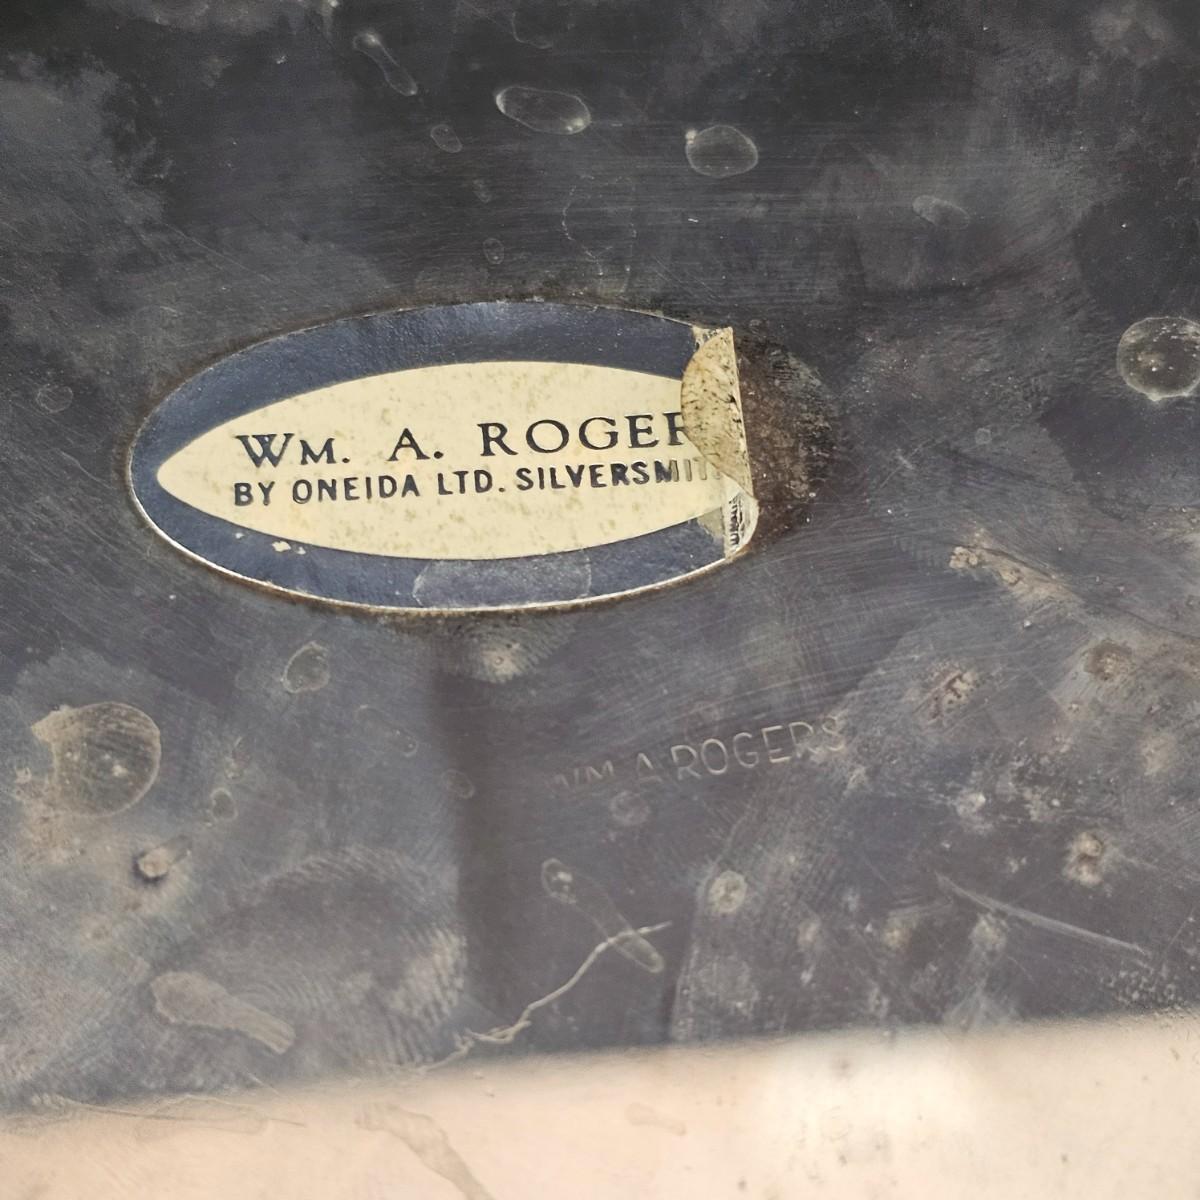 WM. A. ROGER
BY ONEIDA LTD. SILVERSMIT
WM A ROGERS